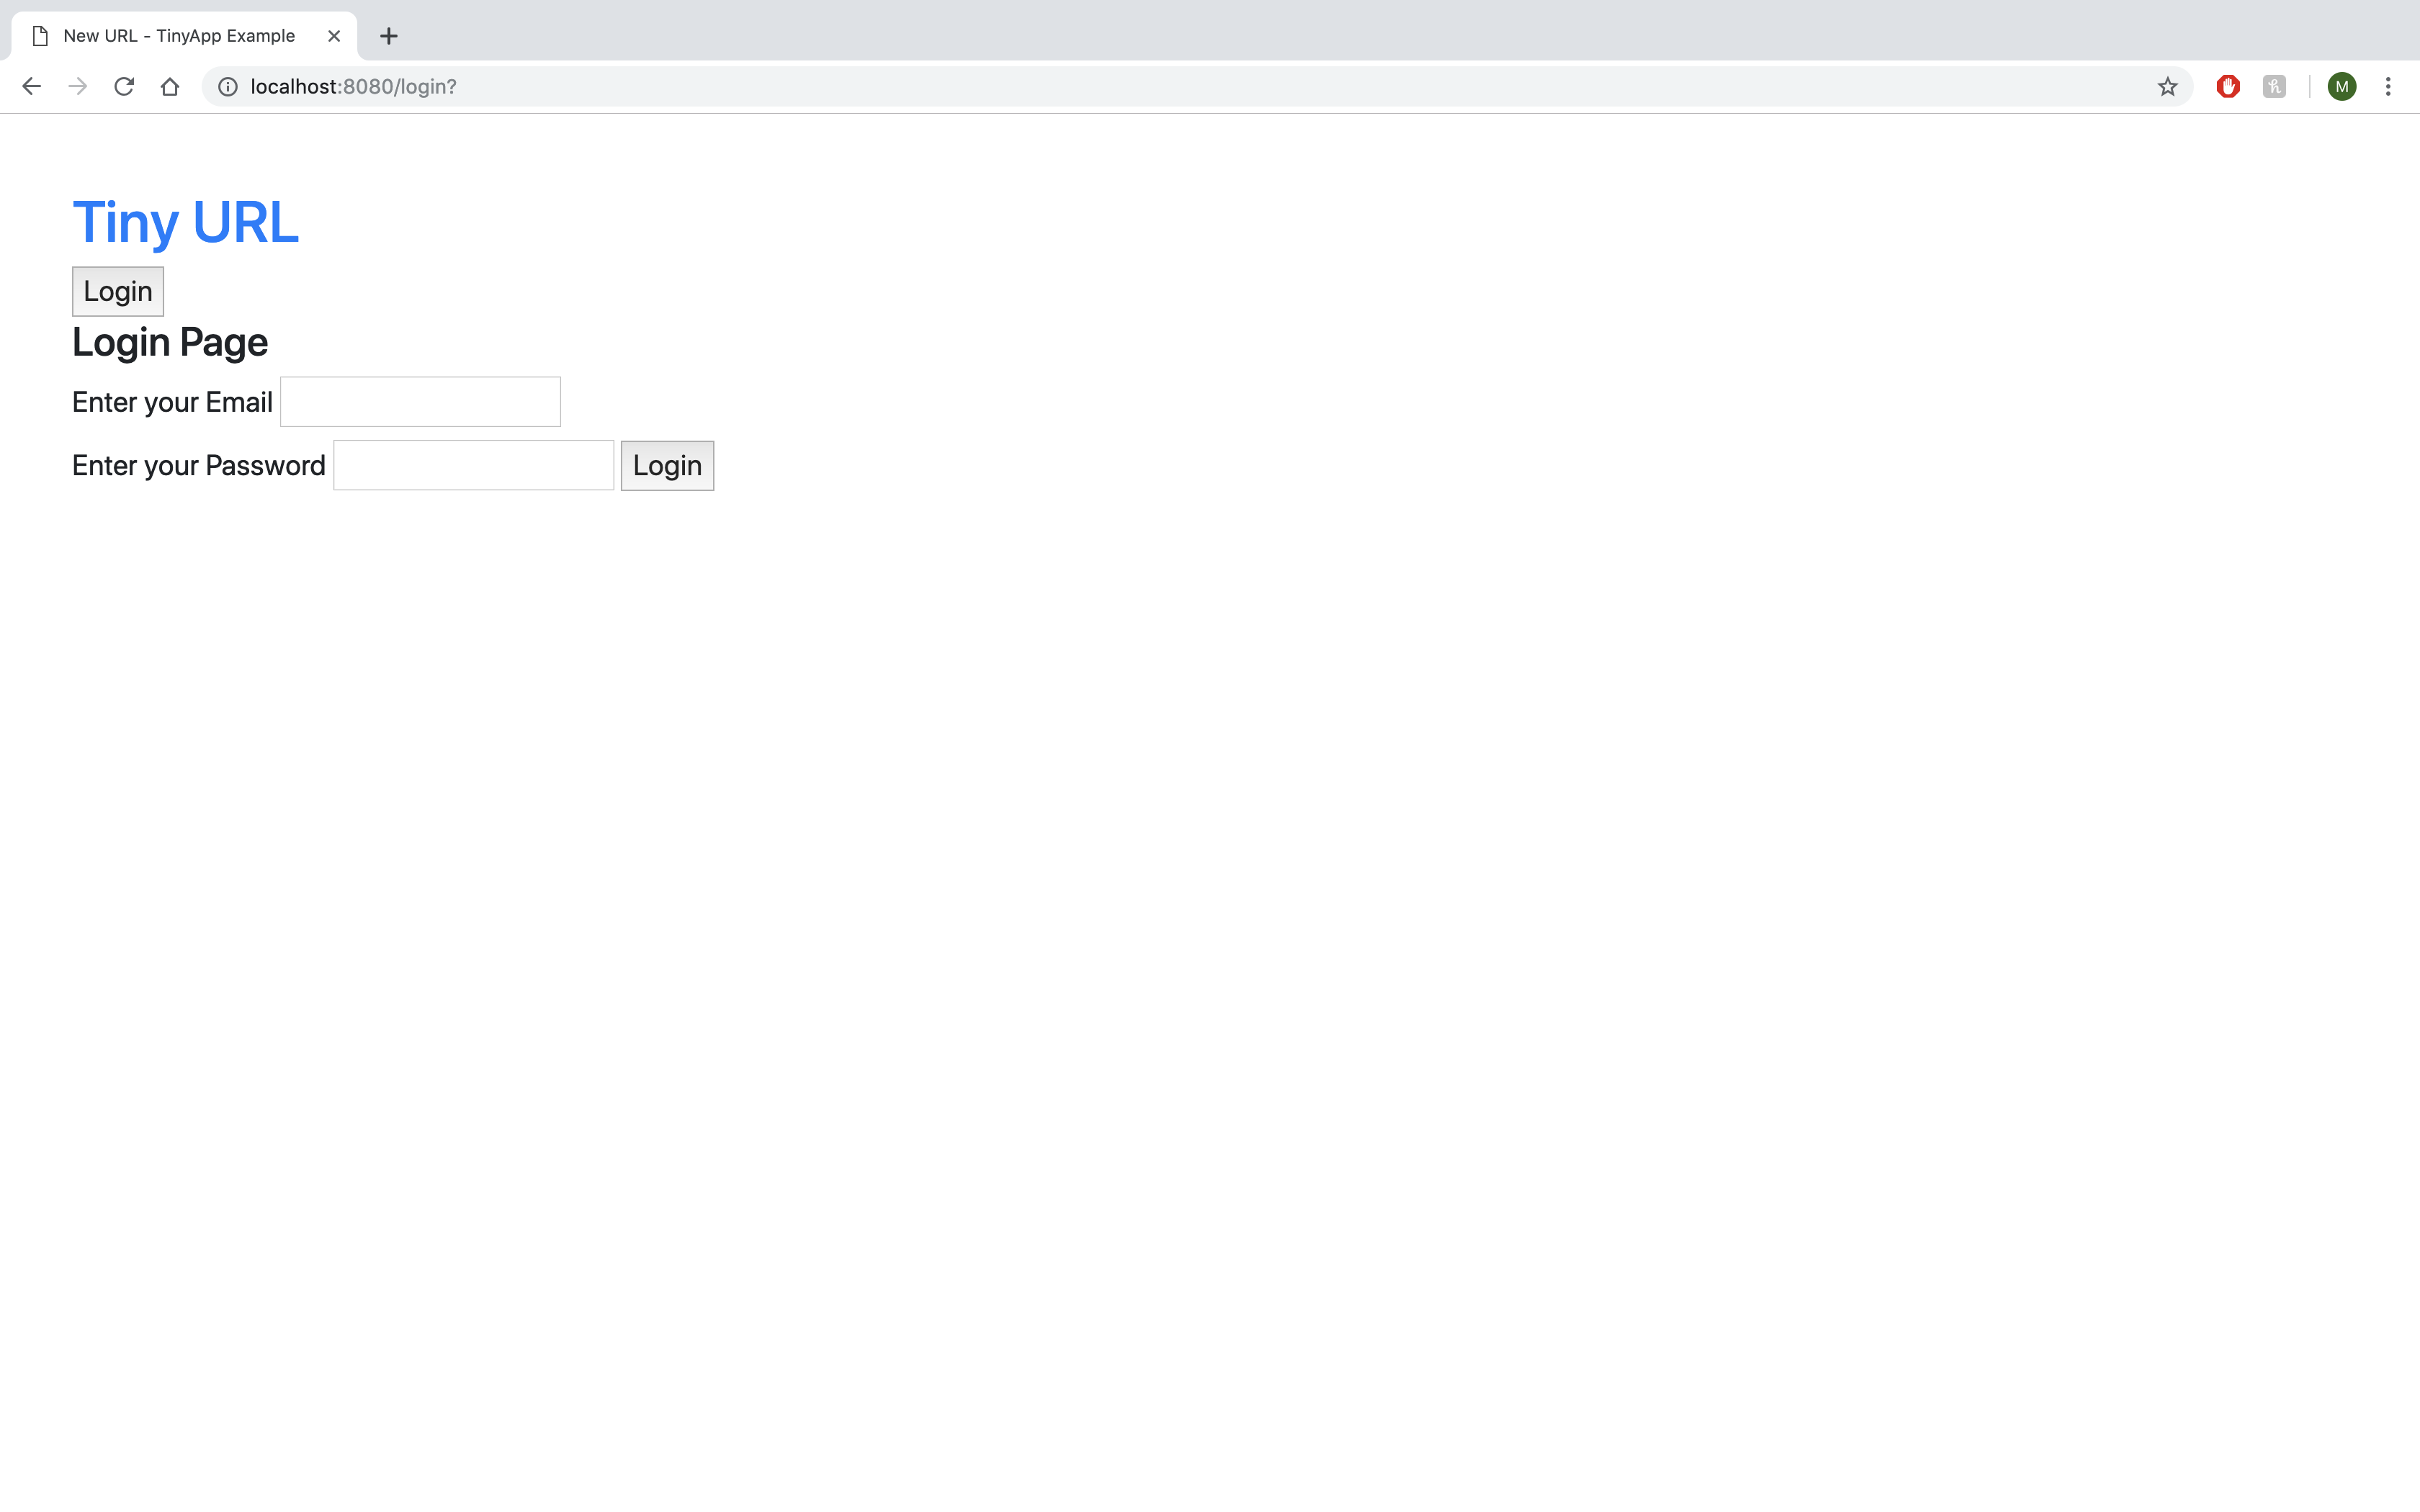 New URL - TinyApp Example
localhost:8080/login?
M
Tiny URL
Login
Login Page
Enter your Email
Enter your Password Login